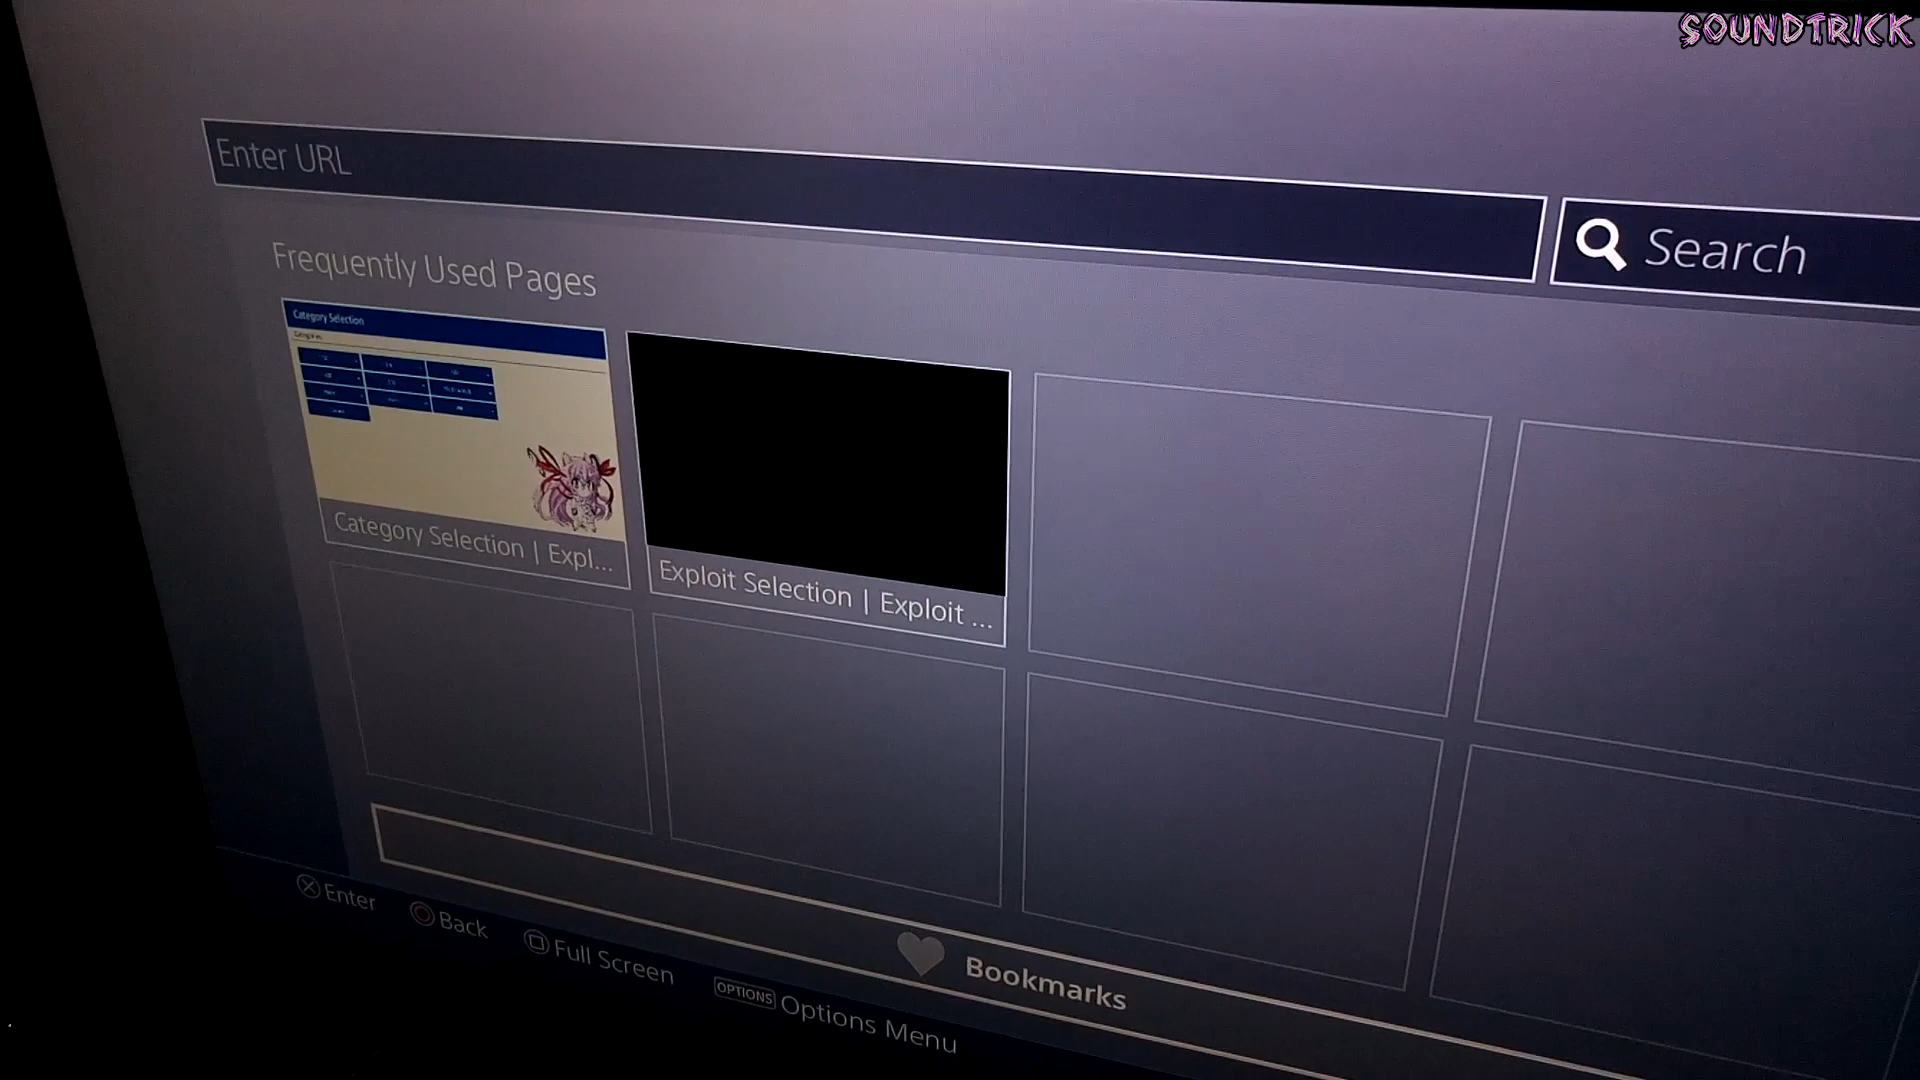 SOUNDTRICK
Enter URL
Search
Frequently Used Pages
Category Selection
Category Selection | Expl...
Exploit Selection | Exploit ...
Bookmarks
Enter
Back
Full Screen
OPTIONS Options Menu